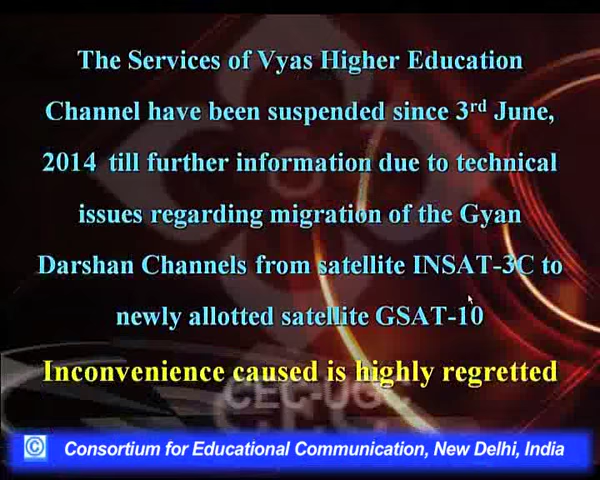 The Services of Vyas Higher Education
Channel have been suspended since 3rd June,
2014 till further information due to technical
issues regarding migration of the Gyan
Darshan Channels from satellite INSAT-3C to
newly allotted satellite GSAT-10
Inconvenience caused is highly regretted
CEC-UGC
© Consortium for Educational Communication, New Delhi, India